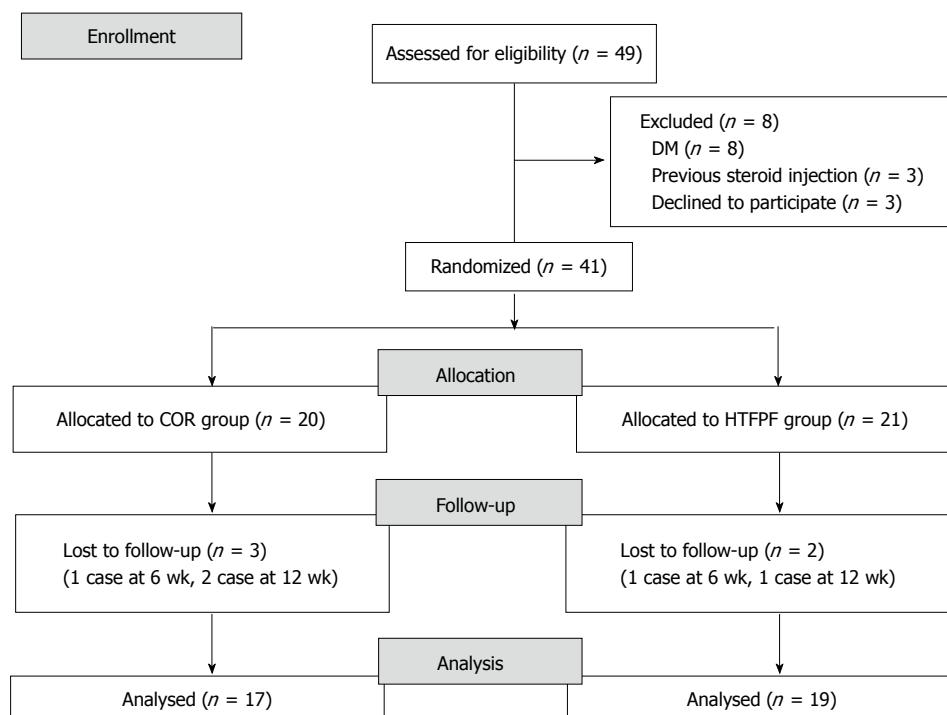 Enrollment
Assessed for eligibility (n = 49)
Excluded (n = 8)
DM (n = 8)
Previous steroid injection (n = 3)
Declined to participate (n = 3)
Randomized (n = 41)
Allocation
Allocated to COR group (n = 20)
Allocated to HTFPF group (n = 21)
Follow-up
Lost to follow-up (n = 3)
(1 case at 6 wk, 2 case at 12 wk)
Lost to follow-up (n = 2)
(1 case at 6 wk, 1 case at 12 wk)
Analysis
Analysed (n = 17)
Analysed (n = 19)